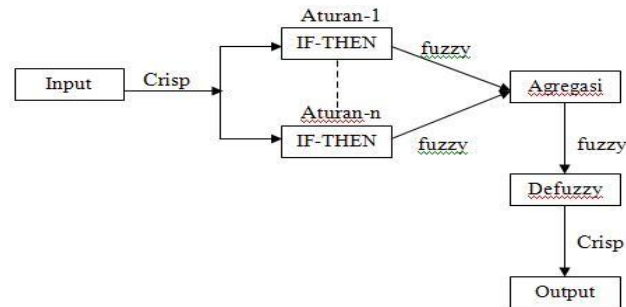 Aturan-1
IF-THEN
fuzzy
Input
Crisp
Agregasi
Aturan-n
IF-THEN
fuzzy
fuzzy
Defuzzy
Crisp
Output